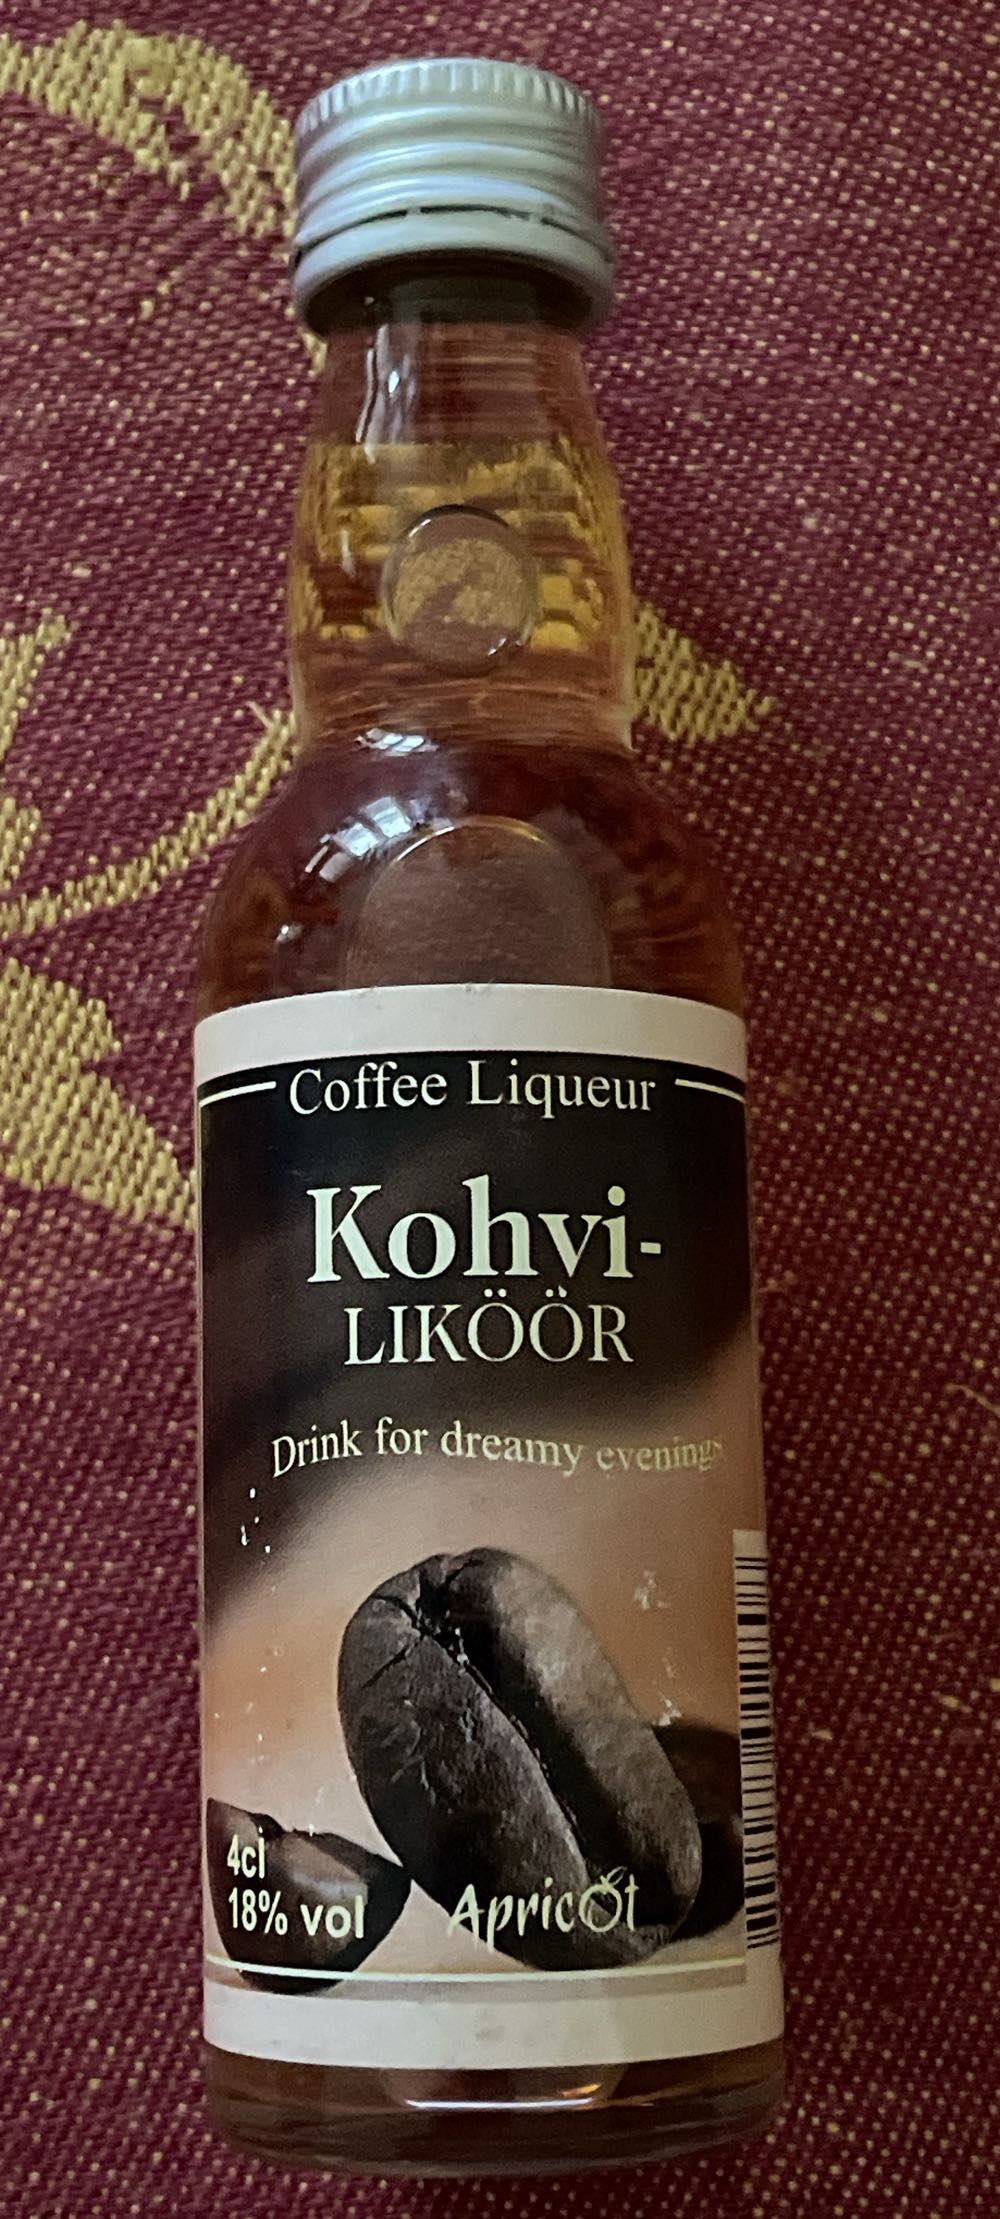 Coffee Liqueur
Kohvi-
LIKÖÖR
Drink for dreamy evenings
4cl
18% vol
Apricot